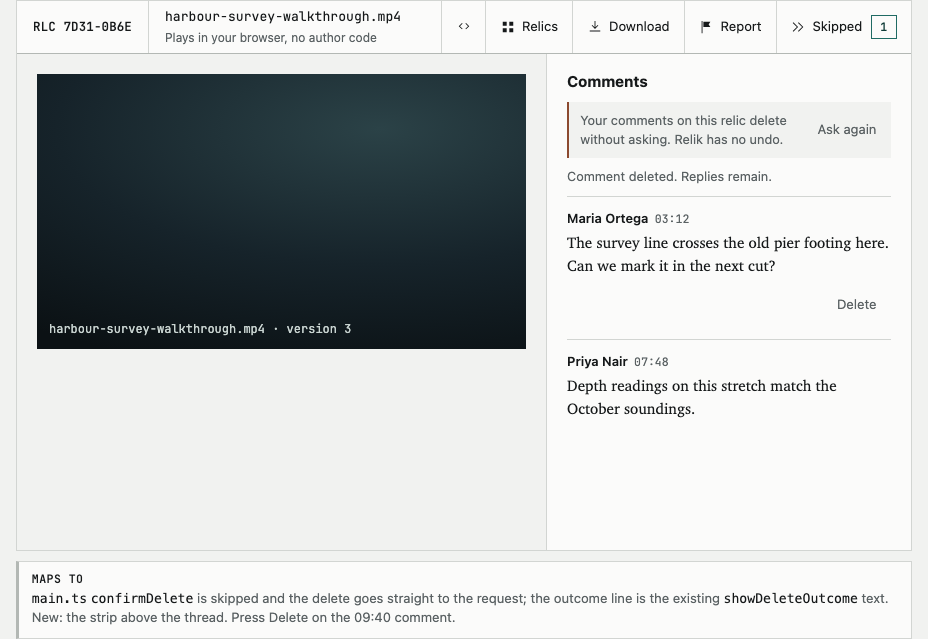 RLC 7D31-0B6E
harbour-survey-walkthrough.mp4
Plays in your browser, no author code
<>
Relics
Download
Report
Skipped 1
harbour-survey-walkthrough.mp4 · version 3
Comments
Your comments on this relic delete
without asking. Relik has no undo.
Ask again
Comment deleted. Replies remain.
Maria Ortega 03:12
The survey line crosses the old pier footing here.
Can we mark it in the next cut?
Delete
Priya Nair 07:48
Depth readings on this stretch match the
October soundings.
MAPS TO
main.ts confirmDelete is skipped and the delete goes straight to the request; the outcome line is the existing showDeleteOutcome text.
New: the strip above the thread. Press Delete on the 09:40 comment.